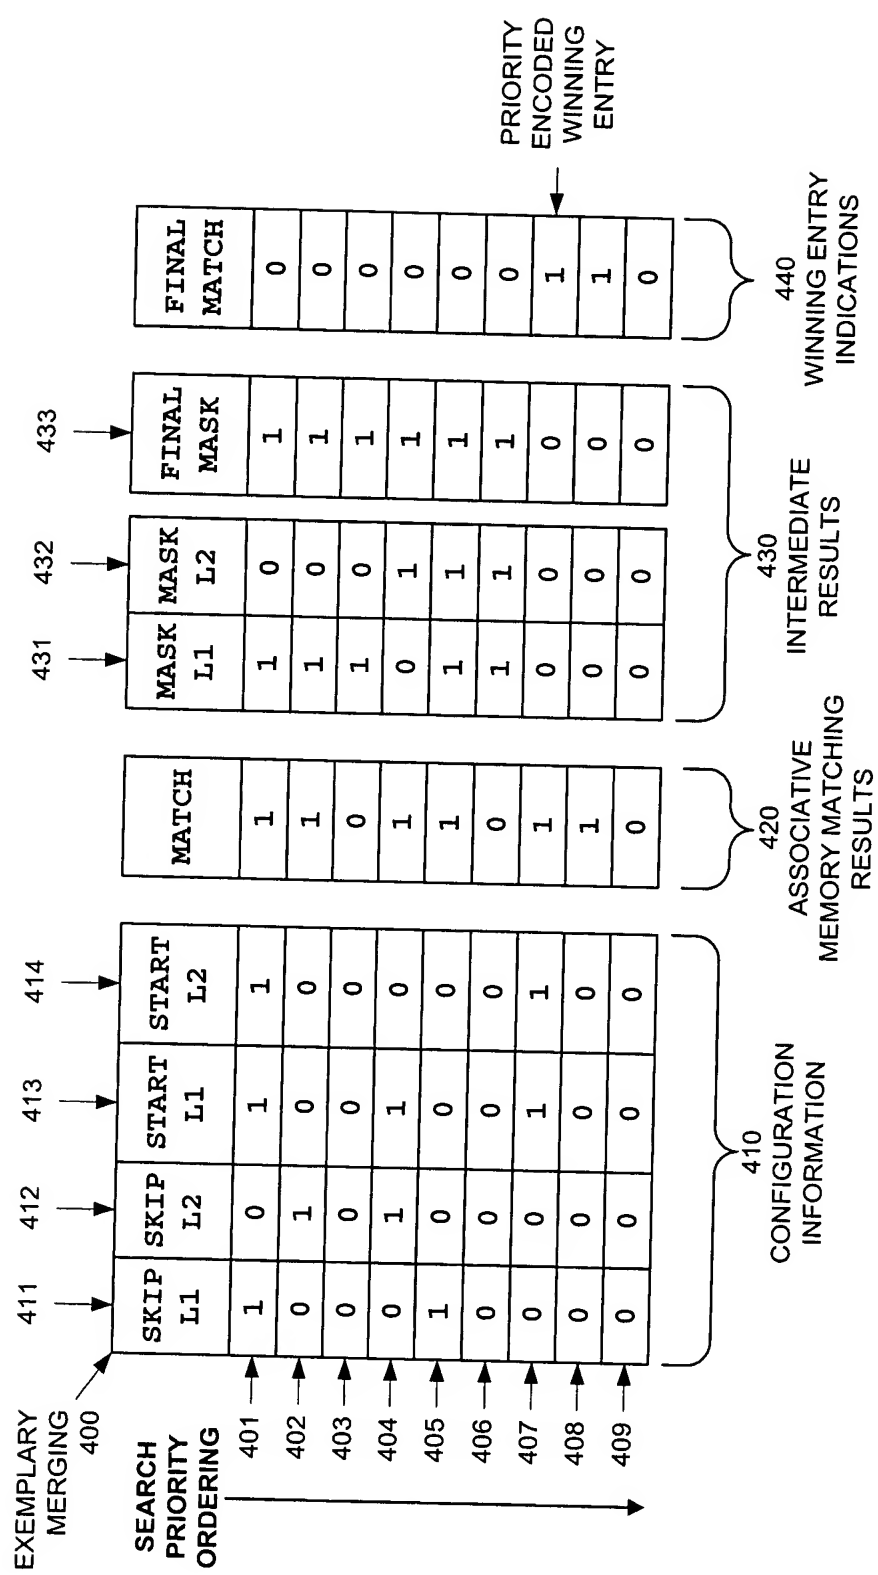 EXEMPLARY
MERGING
400
411 412 413 414 431 432 433
SEARCH
PRIORITY
ORDERING
SKIP L1 SKIP L2 START L1 START L2 MATCH MASK L1 MASK L2 FINAL MASK FINAL MATCH
401 1 0 1 1 1 1 0 1 0
402 0 1 0 0 1 1 0 1 0
403 0 0 0 0 0 1 0 1 0
404 0 1 1 0 1 0 1 1 0
405 1 0 0 0 1 1 1 1 0
406 0 0 0 0 0 1 1 1 0
407 0 0 1 1 1 0 0 0 1
408 0 0 0 0 1 0 0 0 1
409 0 0 0 0 0 0 0 0 0
PRIORITY
ENCODED
WINNING
ENTRY
410
CONFIGURATION
INFORMATION
420
ASSOCIATIVE
MEMORY MATCHING
RESULTS
430
INTERMEDIATE
RESULTS
440
WINNING ENTRY
INDICATIONS